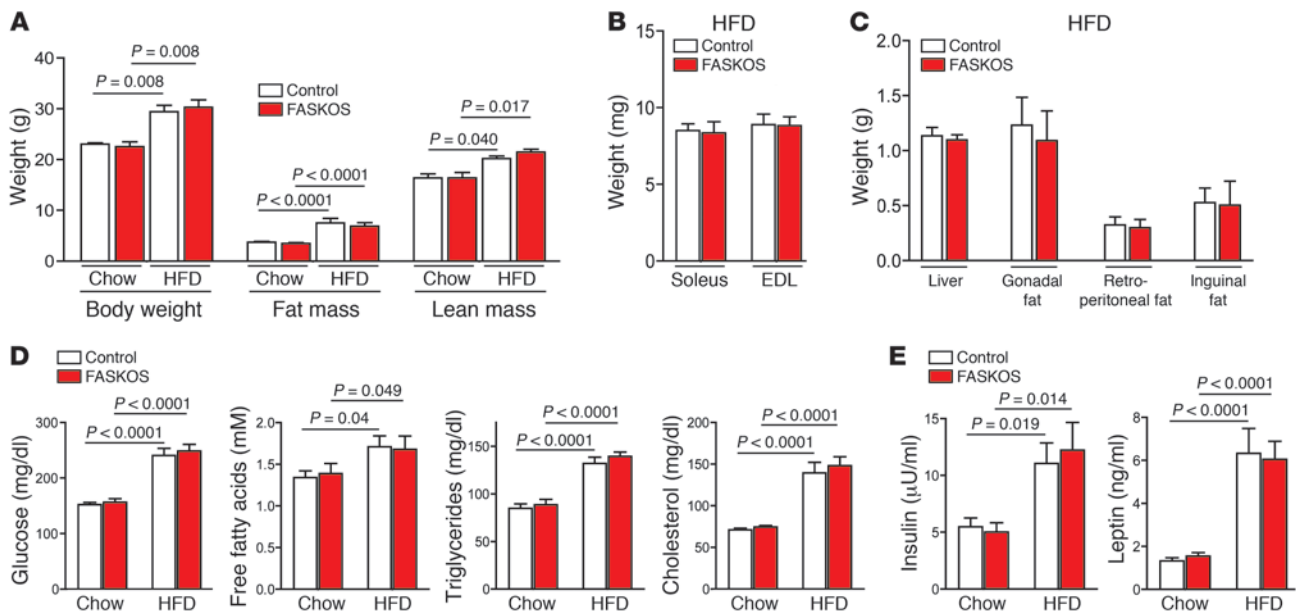 A
Weight (g)
40
30
20
10
0
P = 0.008
P = 0.008
Control
FASKOS
P < 0.0001
P < 0.0001
P = 0.017
P = 0.040
Chow HFD Chow HFD Chow HFD
Body weight Fat mass Lean mass
B
HFD
Control
FASKOS
Weight (mg)
15
10
5
0
Soleus EDL
C
HFD
Control
FASKOS
Weight (g)
2.0
1.5
1.0
0.5
0.0
Liver Gonadal fat Retro-peritoneal fat Inguinal fat
D
Control
FASKOS
Glucose (mg/dl)
300
200
100
0
P < 0.0001
P < 0.0001
Chow HFD
Free fatty acids (mM)
2.0
1.5
1.0
0.5
0.0
P = 0.049
P = 0.04
Chow HFD
Triglycerides (mg/dl)
150
100
50
0
P < 0.0001
P < 0.0001
Chow HFD
Cholesterol (mg/dl)
200
150
100
50
0
P < 0.0001
P < 0.0001
Chow HFD
E
Control
FASKOS
Insulin (μU/ml)
15
10
5
0
P = 0.014
P = 0.019
Chow HFD
Leptin (ng/ml)
8
6
4
2
0
P < 0.0001
P < 0.0001
Chow HFD